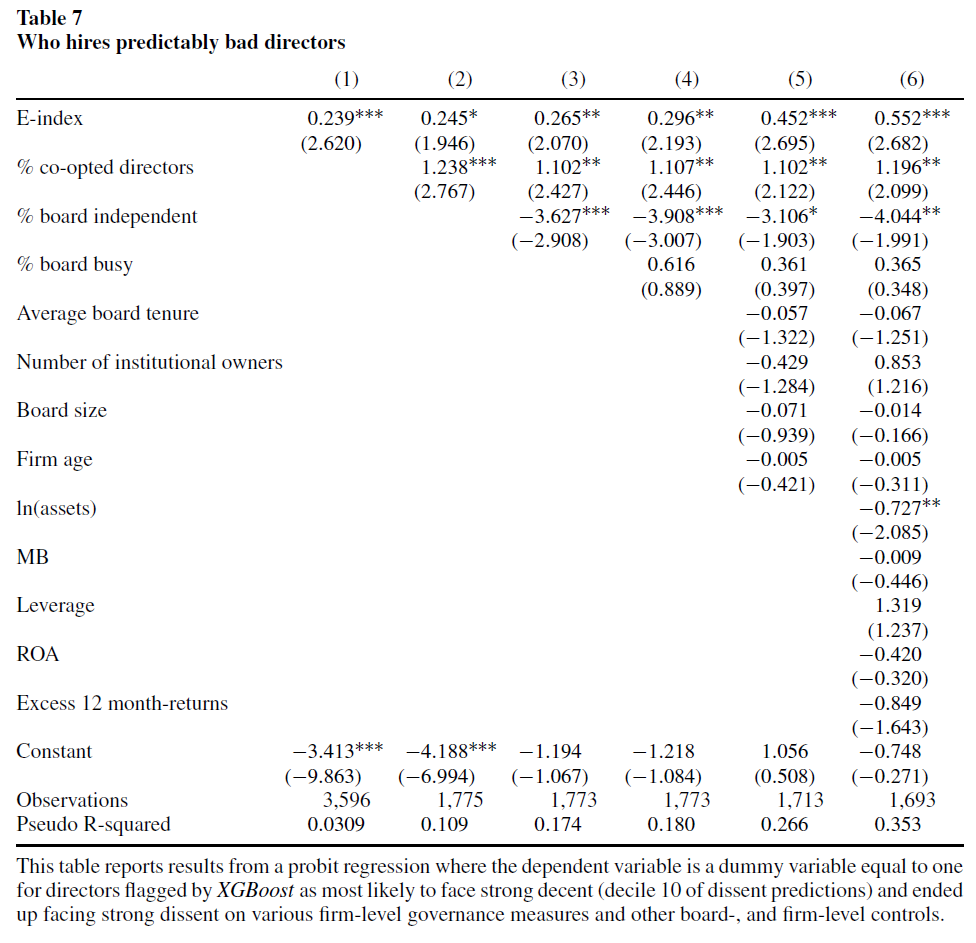 Table 7
Who hires predictably bad directors
(1) (2) (3) (4) (5) (6)
E-index 0.239*** 0.245* 0.265** 0.296** 0.452*** 0.552***
(2.620) (1.946) (2.070) (2.193) (2.695) (2.682)
% co-opted directors 1.238*** 1.102** 1.107** 1.102** 1.196**
(2.767) (2.427) (2.446) (2.122) (2.099)
% board independent −3.627*** −3.908*** −3.106* −4.044**
(−2.908) (−3.007) (−1.903) (−1.991)
% board busy 0.616 0.361 0.365
(0.889) (0.397) (0.348)
Average board tenure −0.057 −0.067
(−1.322) (−1.251)
Number of institutional owners −0.429 0.853
(−1.284) (1.216)
Board size −0.071 −0.014
(−0.939) (−0.166)
Firm age −0.005 −0.005
(−0.421) (−0.311)
ln(assets) −0.727**
(−2.085)
MB −0.009
(−0.446)
Leverage 1.319
(1.237)
ROA −0.420
(−0.320)
Excess 12 month-returns −0.849
(−1.643)
Constant −3.413*** −4.188*** −1.194 −1.218 1.056 −0.748
(−9.863) (−6.994) (−1.067) (−1.084) (0.508) (−0.271)
Observations 3,596 1,775 1,773 1,773 1,713 1,693
Pseudo R-squared 0.0309 0.109 0.174 0.180 0.266 0.353
This table reports results from a probit regression where the dependent variable is a dummy variable equal to one
for directors flagged by XGBoost as most likely to face strong decent (decile 10 of dissent predictions) and ended
up facing strong dissent on various firm-level governance measures and other board-, and firm-level controls.